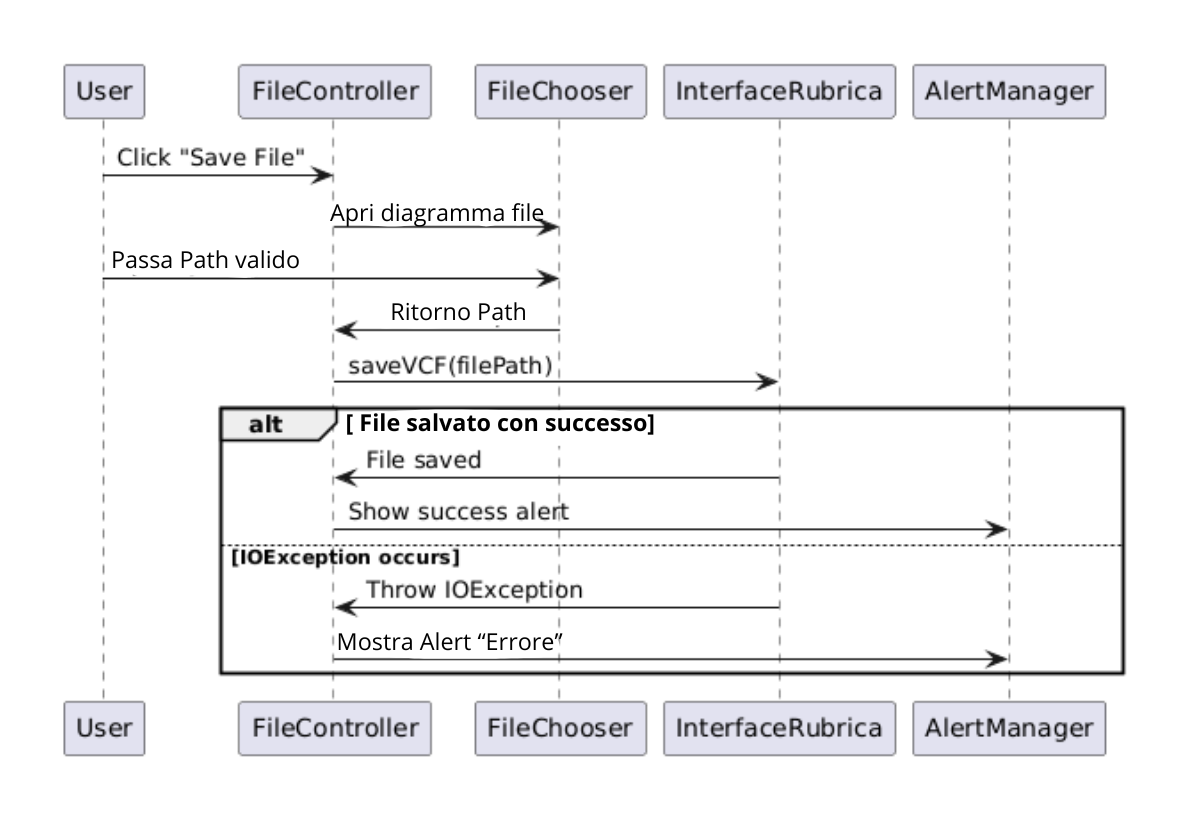 User FileController FileChooser InterfaceRubrica AlertManager
Click "Save File"
Apri diagramma file
Passa Path valido
Ritorno Path
saveVCF(filePath)
alt [ File salvato con successo]
File saved
Show success alert
[IOException occurs]
Throw IOException
Mostra Alert “Errore”
User FileController FileChooser InterfaceRubrica AlertManager